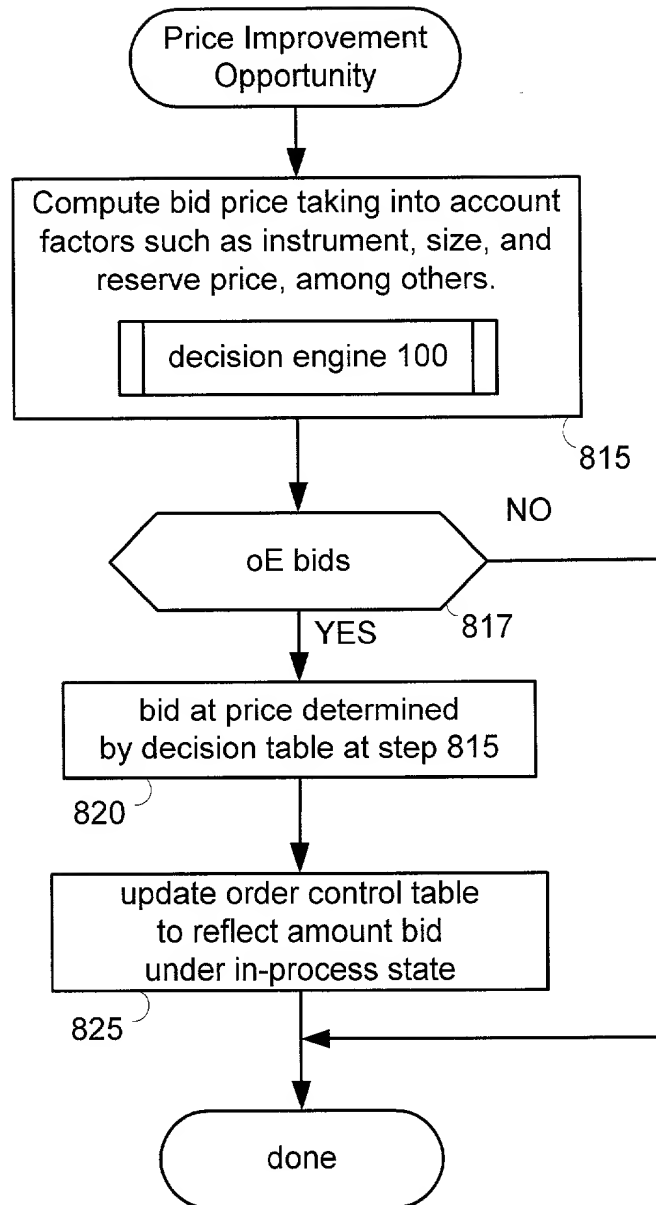 Price Improvement
Opportunity
Compute bid price taking into account
factors such as instrument, size, and
reserve price, among others.
decision engine 100
815
NO
oE bids
817
YES
bid at price determined
by decision table at step 815
820
update order control table
to reflect amount bid
under in-process state
825
done